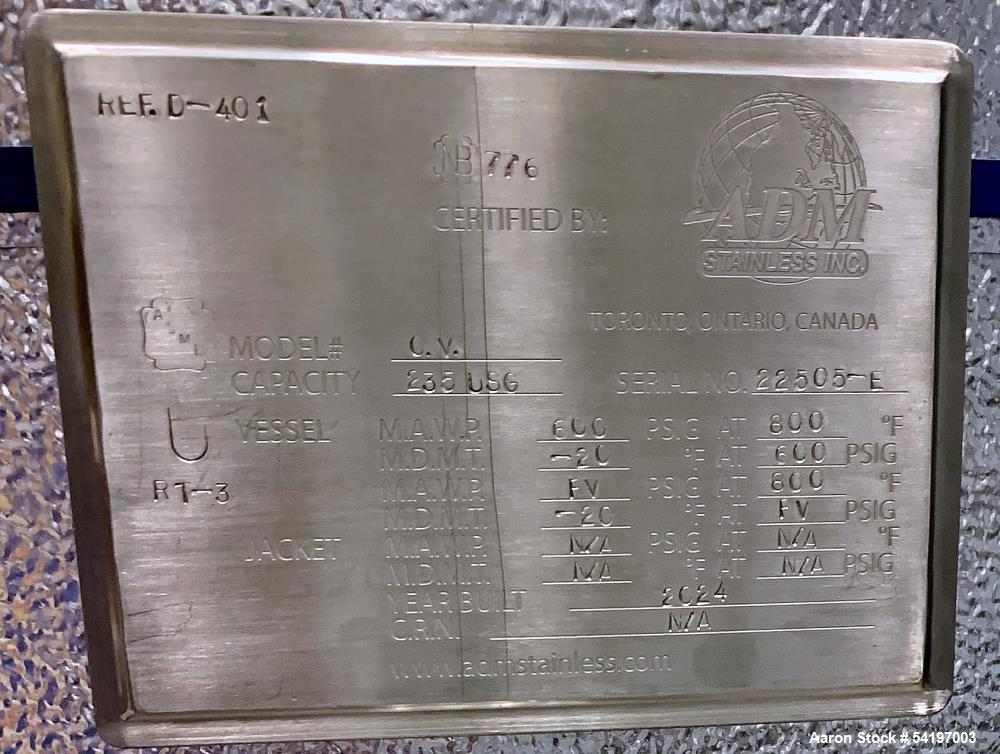 REF. D-401
NB 776
CERTIFIED BY:
ADM
STAINLESS INC.
TORONTO, ONTARIO, CANADA
MODEL# C.V.
CAPACITY 235 USG SERIAL NO. 22505-E
U VESSEL M.A.W.P. 600 PSIG AT 800 °F
M.D.M.T. -20 °F AT 600 PSIG
RT-3 M.A.W.P. FV PSIG AT 800 °F
M.D.M.T. -20 °F AT FV PSIG
JACKET M.A.W.P. N/A PSIG AT N/A °F
M.D.M.T. N/A °F AT N/A PSIG
YEAR BUILT 2024
C.R.N. N/A
www.admstainless.com
Aaron Stock # 54197003